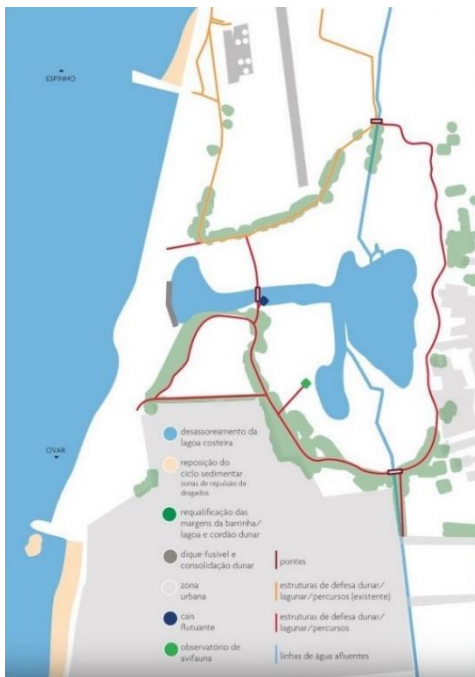 ESPINHO
OVAR
desassoreamento da
lagoa costeira
reposição do
ciclo sedimentar
zonas de repulsão de
dragados
requalificação das
margens da barrinha/
lagoa e cordão dunar
dique-fusível e
consolidação dunar
zona
urbana
cais
flutuante
observatório de
avifauna
pontes
estruturas de defesa dunar/
lagunar/percursos (existente)
estruturas de defesa dunar/
lagunar/percursos
linhas de água afluentes